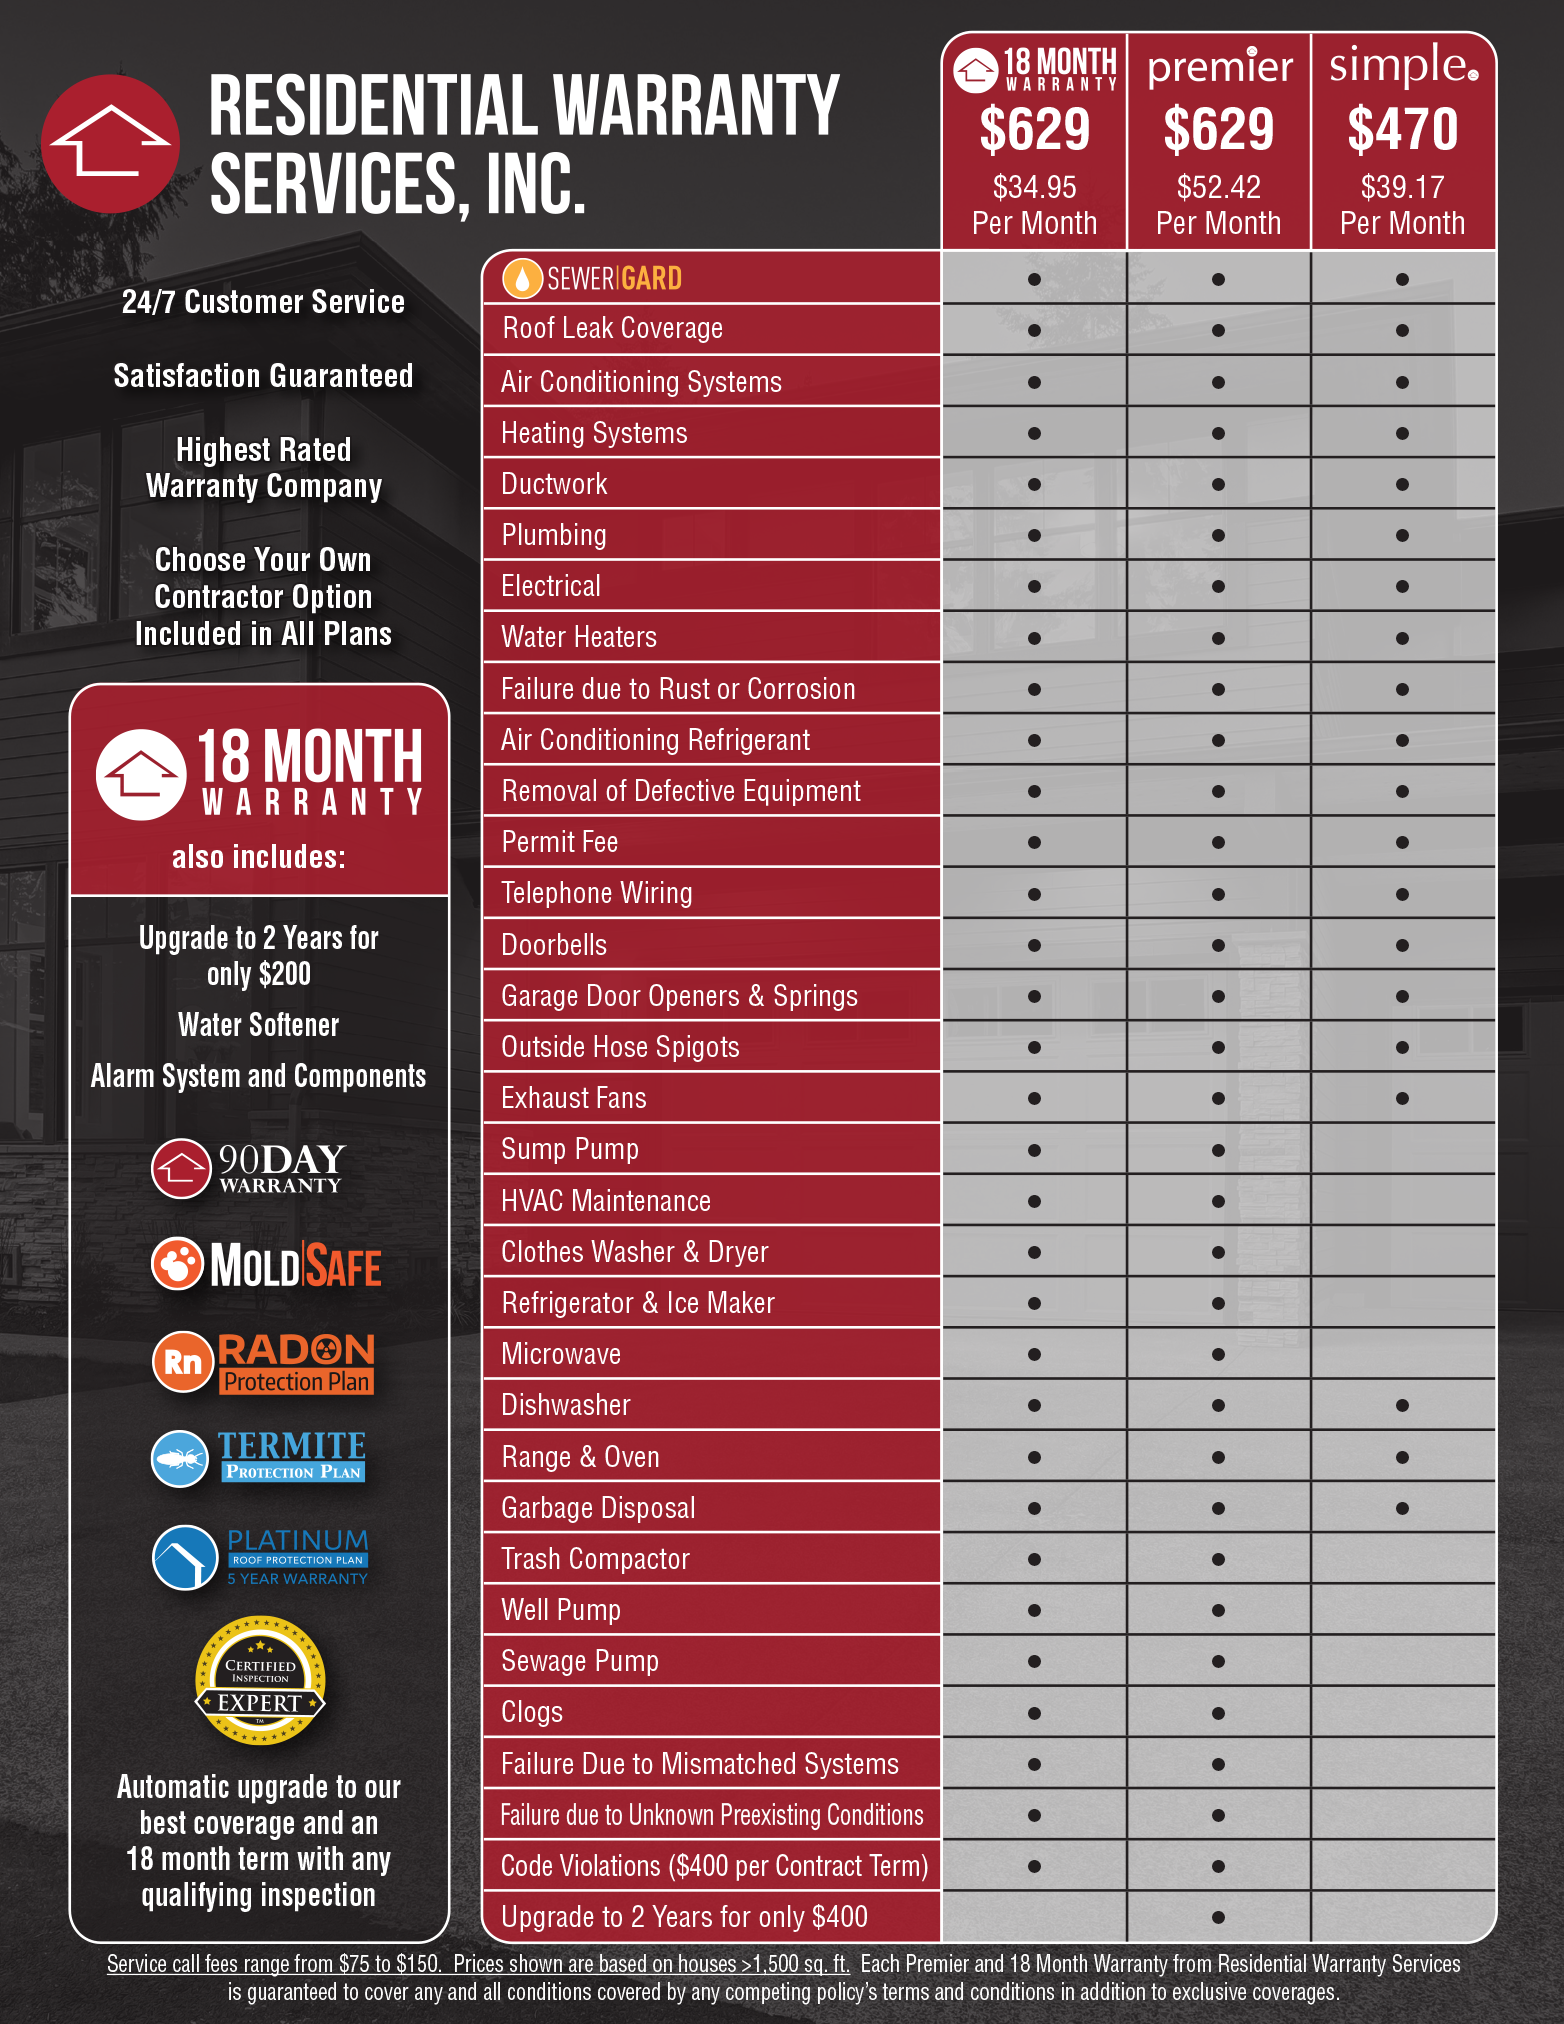 RESIDENTIAL WARRANTY
SERVICES, INC.
18 MONTH
WARRANTY
$629
$34.95
Per Month
premier
$629
$52.42
Per Month
simple.
$470
$39.17
Per Month
24/7 Customer Service
Satisfaction Guaranteed
Highest Rated
Warranty Company
Choose Your Own
Contractor Option
Included in All Plans
18 MONTH
WARRANTY
also includes:
Upgrade to 2 Years for
only $200
Water Softener
Alarm System and Components
90DAY
WARRANTY
MOLD|SAFE
Rn
RADON
Protection Plan
TERMITE
PROTECTION PLAN
PLATINUM
ROOF PROTECTION PLAN
5 YEAR WARRANTY
CERTIFIED
INSPECTION
EXPERT
TM
Automatic upgrade to our
best coverage and an
18 month term with any
qualifying inspection
SEWER|GARD • • •
Roof Leak Coverage • • •
Air Conditioning Systems • • •
Heating Systems • • •
Ductwork • • •
Plumbing • • •
Electrical • • •
Water Heaters • • •
Failure due to Rust or Corrosion • • •
Air Conditioning Refrigerant • • •
Removal of Defective Equipment • • •
Permit Fee • • •
Telephone Wiring • • •
Doorbells • • •
Garage Door Openers & Springs • • •
Outside Hose Spigots • • •
Exhaust Fans • • •
Sump Pump • •
HVAC Maintenance • •
Clothes Washer & Dryer • •
Refrigerator & Ice Maker • •
Microwave • •
Dishwasher • • •
Range & Oven • • •
Garbage Disposal • • •
Trash Compactor • •
Well Pump • •
Sewage Pump • •
Clogs • •
Failure Due to Mismatched Systems • •
Failure due to Unknown Preexisting Conditions • •
Code Violations ($400 per Contract Term) • •
Upgrade to 2 Years for only $400 •
Service call fees range from $75 to $150. Prices shown are based on houses >1,500 sq. ft. Each Premier and 18 Month Warranty from Residential Warranty Services
is guaranteed to cover any and all conditions covered by any competing policy's terms and conditions in addition to exclusive coverages.